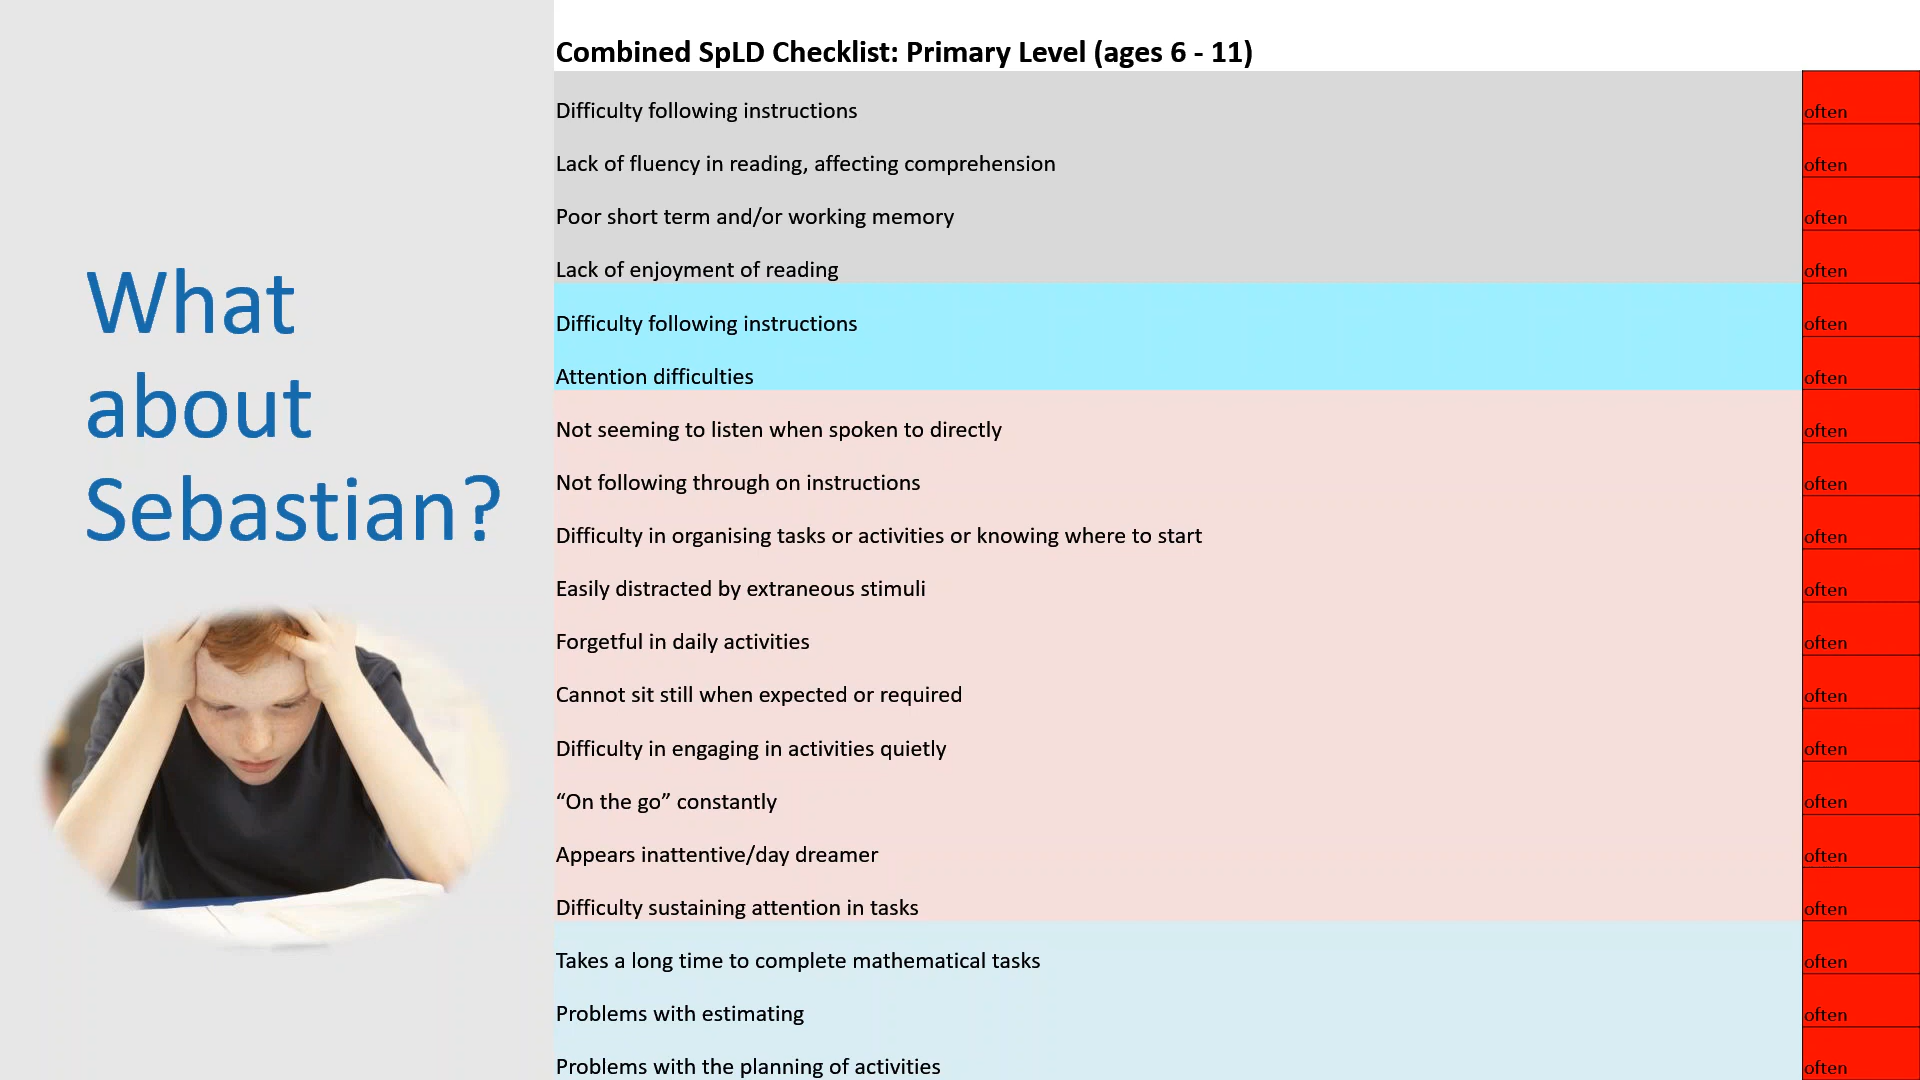 What
about
Sebastian?
Combined SpLD Checklist: Primary Level (ages 6 - 11)
Difficulty following instructions often
Lack of fluency in reading, affecting comprehension often
Poor short term and/or working memory often
Lack of enjoyment of reading often
Difficulty following instructions often
Attention difficulties often
Not seeming to listen when spoken to directly often
Not following through on instructions often
Difficulty in organising tasks or activities or knowing where to start often
Easily distracted by extraneous stimuli often
Forgetful in daily activities often
Cannot sit still when expected or required often
Difficulty in engaging in activities quietly often
“On the go” constantly often
Appears inattentive/day dreamer often
Difficulty sustaining attention in tasks often
Takes a long time to complete mathematical tasks often
Problems with estimating often
Problems with the planning of activities often